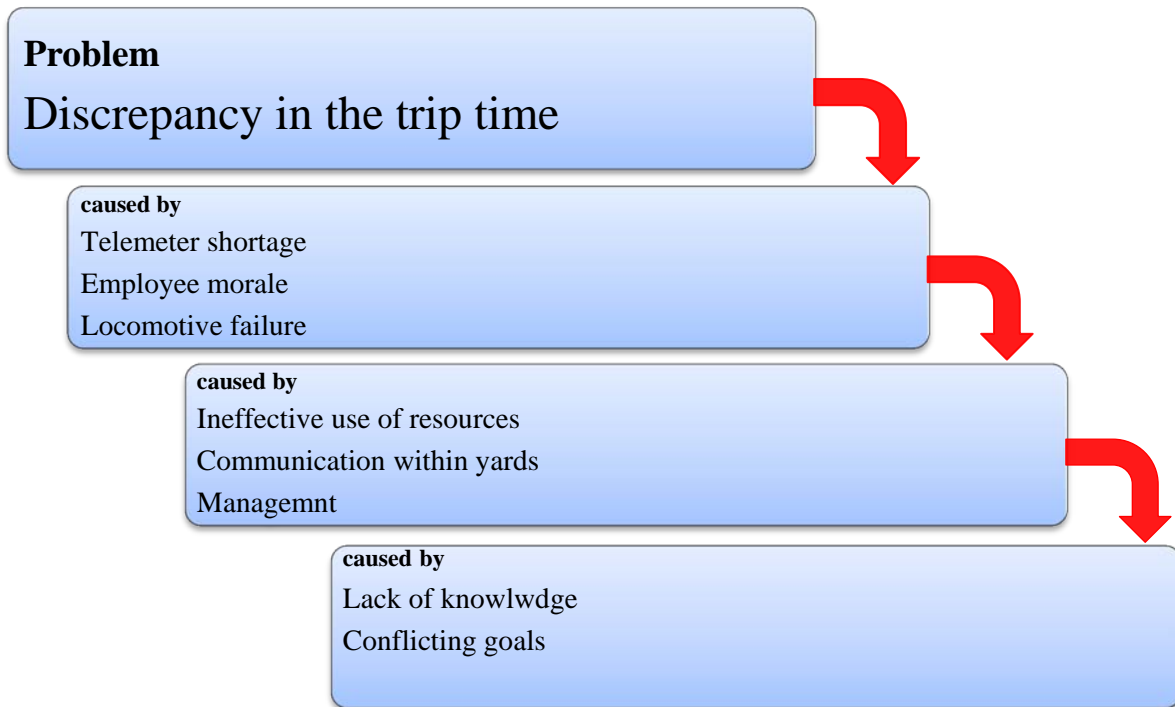 Problem
Discrepancy in the trip time
caused by
Telemeter shortage
Employee morale
Locomotive failure
caused by
Ineffective use of resources
Communication within yards
Managemnt
caused by
Lack of knowlwdge
Conflicting goals